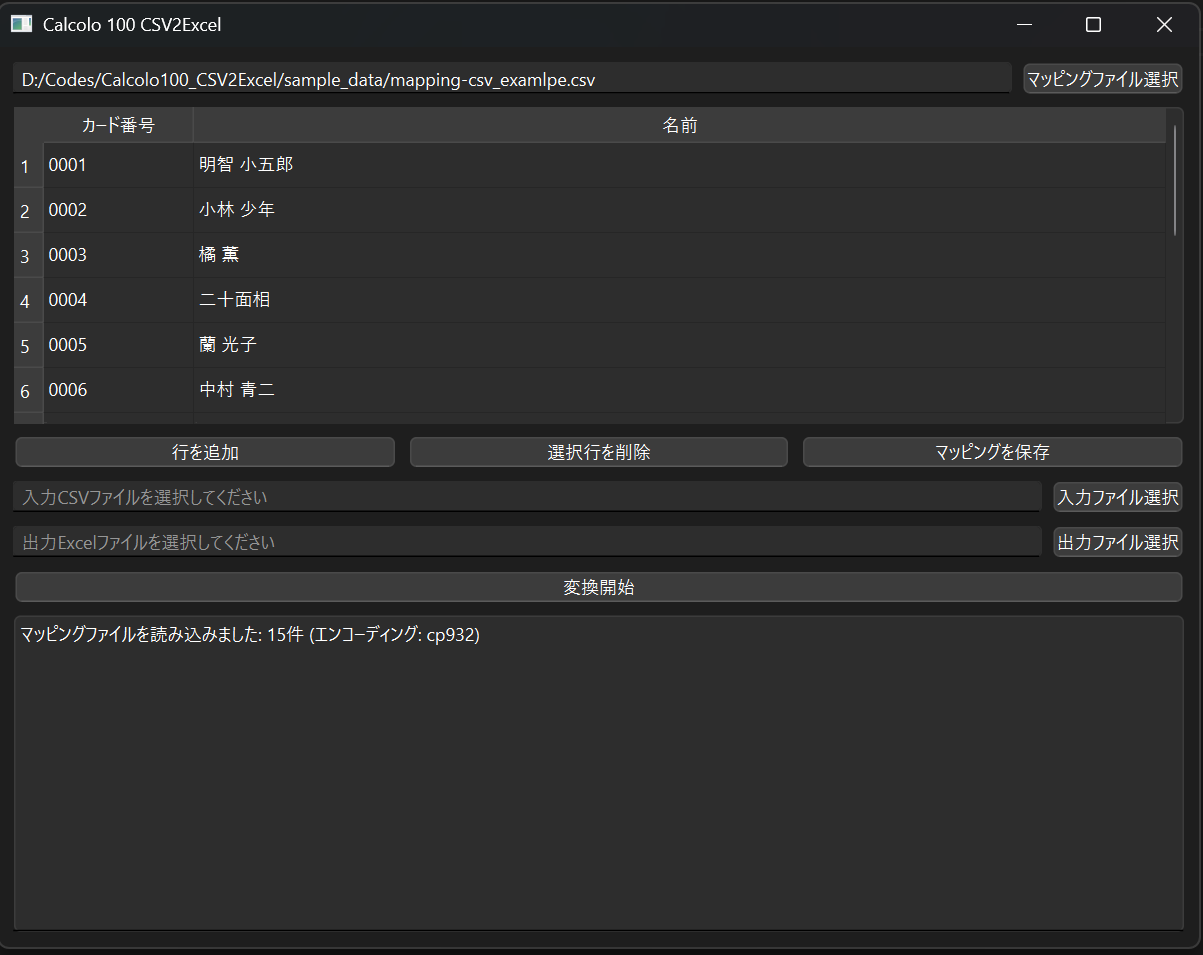 Calcolo 100 CSV2Excel
D:/Codes/Calcolo100_CSV2Excel/sample_data/mapping-csv_examlpe.csv マッピングファイル選択
カード番号 名前
1 0001 明智 小五郎
2 0002 小林 少年
3 0003 橘 薫
4 0004 二十面相
5 0005 蘭 光子
6 0006 中村 青二
行を追加 選択行を削除 マッピングを保存
入力CSVファイルを選択してください 入力ファイル選択
出力Excelファイルを選択してください 出力ファイル選択
変換開始
マッピングファイルを読み込みました: 15件 (エンコーディング: cp932)